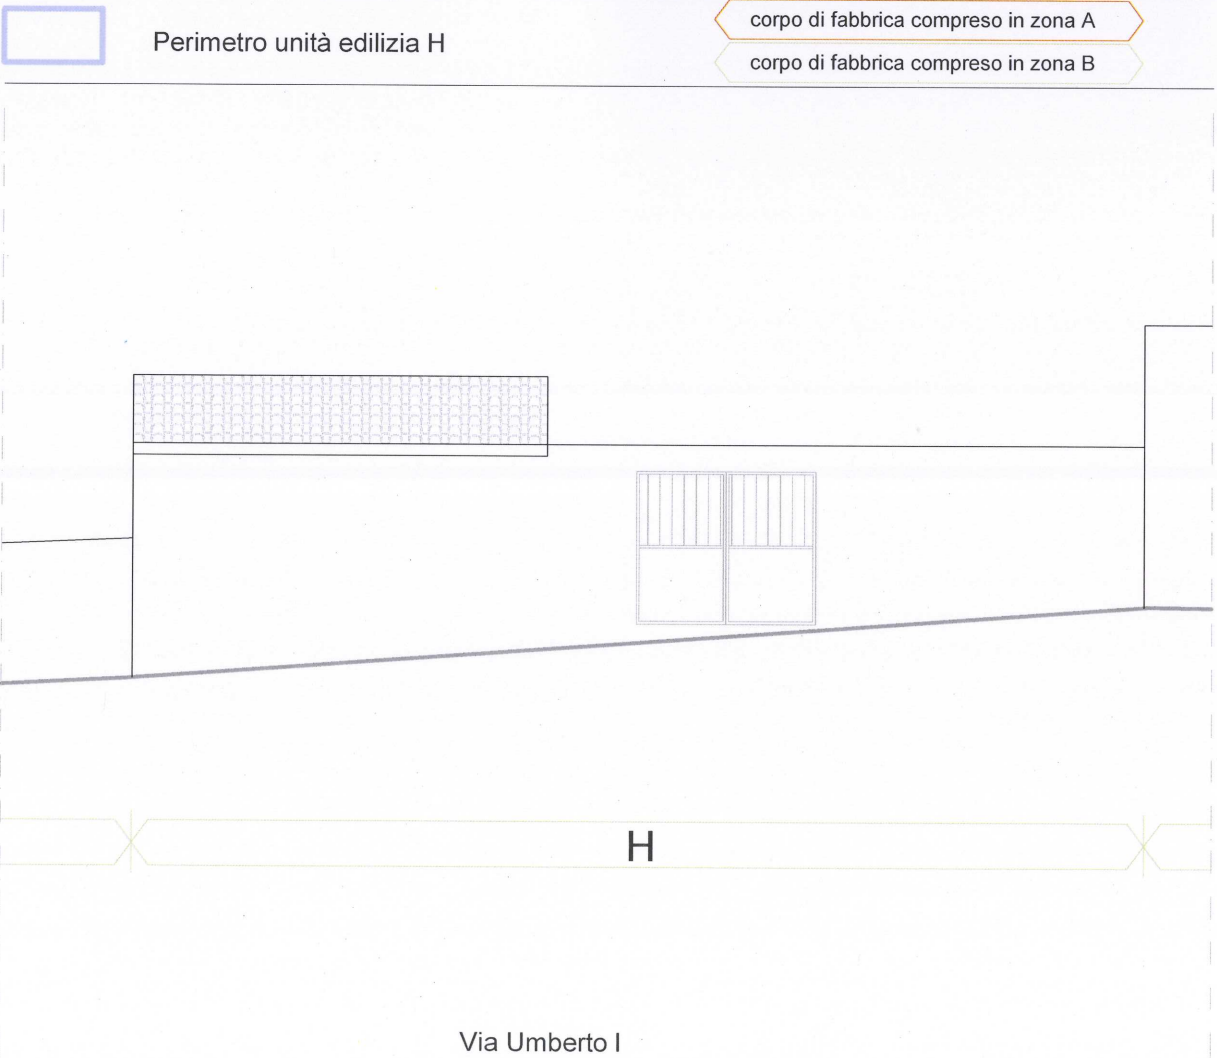 Perimetro unità edilizia H
corpo di fabbrica compreso in zona A
corpo di fabbrica compreso in zona B
H
Via Umberto I